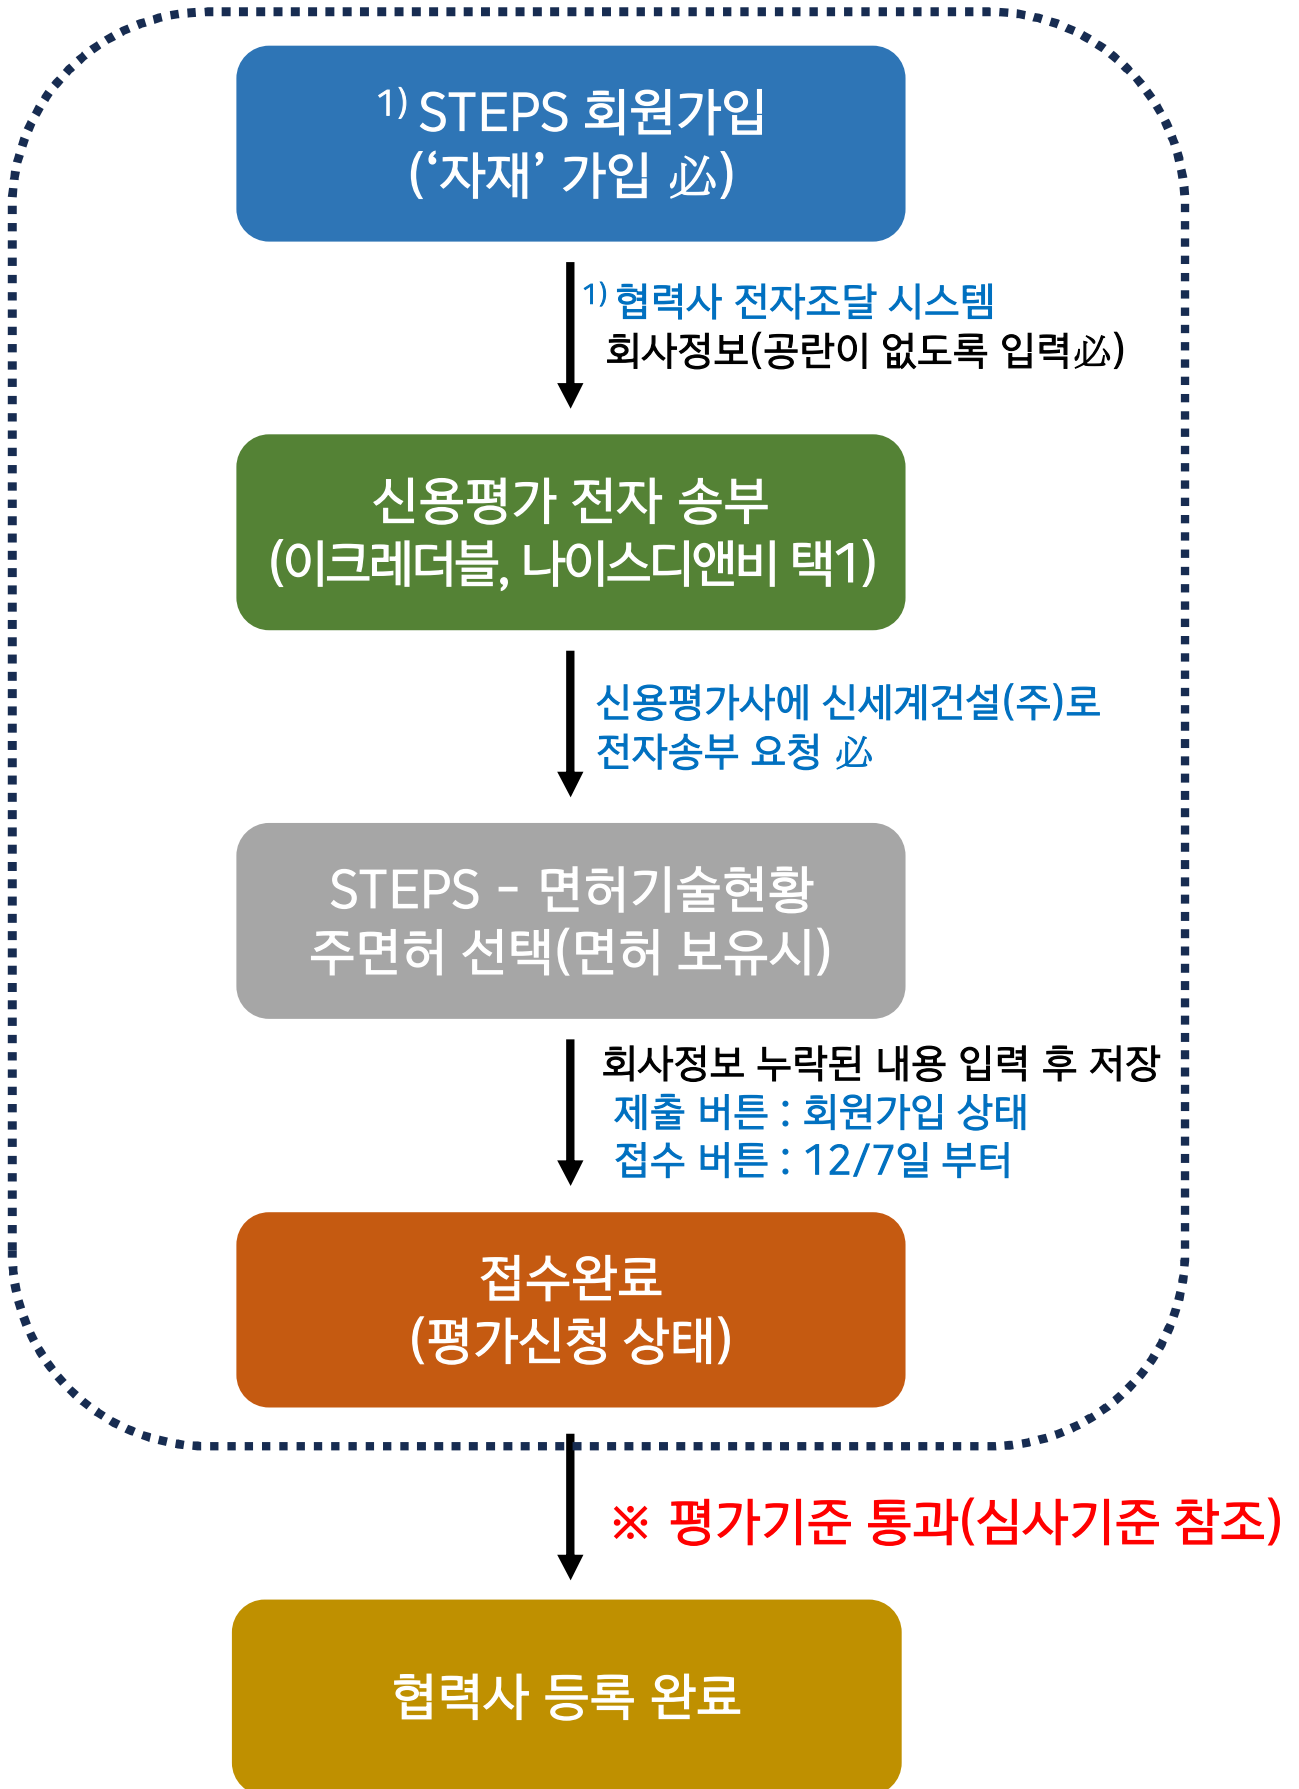 1) STEPS 회원가입
(‘자재’ 가입 必)
1) 협력사 전자조달 시스템
회사정보(공란이 없도록 입력必)
신용평가 전자 송부
(이크레더블, 나이스디앤비 택1)
신용평가사에 신세계건설(주)로
전자송부 요청 必
STEPS - 면허기술현황
주면허 선택(면허 보유시)
회사정보 누락된 내용 입력 후 저장
제출 버튼 : 회원가입 상태
접수 버튼 : 12/7일 부터
접수완료
(평가신청 상태)
※ 평가기준 통과(심사기준 참조)
협력사 등록 완료